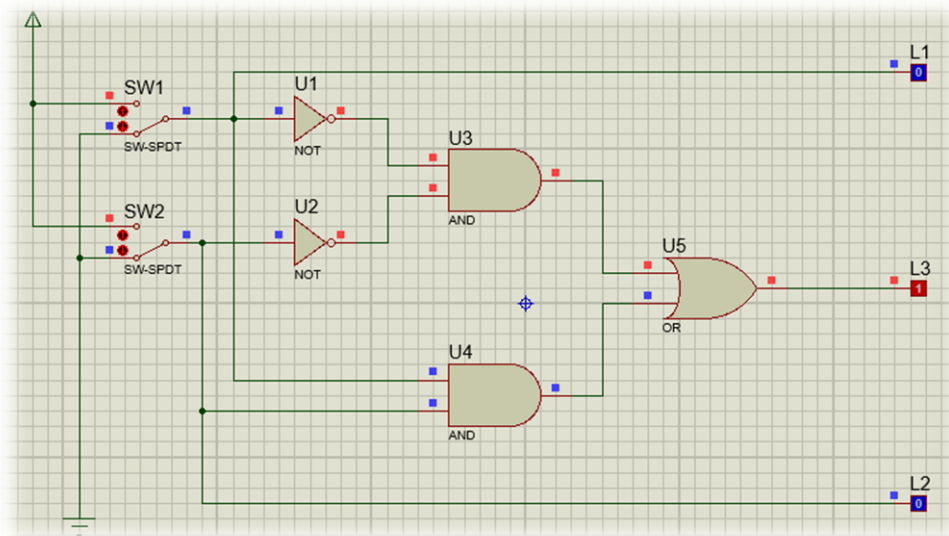 L1
0
SW1
SW-SPDT
U1
NOT
U3
AND
SW2
SW-SPDT
U2
NOT
U5
OR
L3
1
U4
AND
L2
0